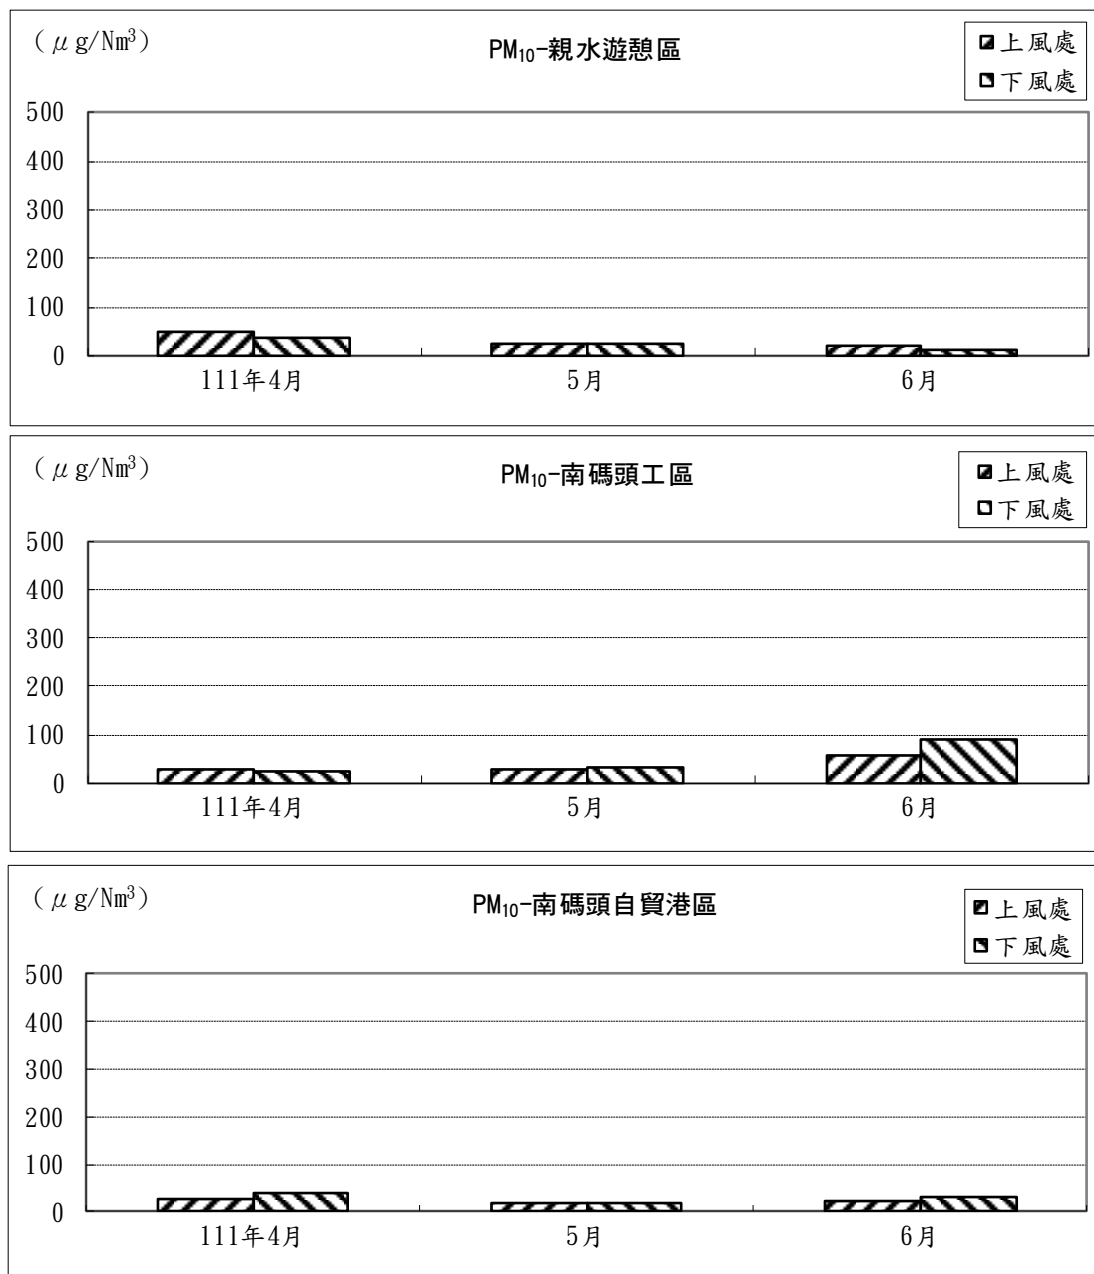 （μg/Nm³）
PM₁₀-親水遊憩區
上風處
下風處
500
400
300
200
100
0
111年4月 5月 6月
（μg/Nm³）
PM₁₀-南碼頭工區
上風處
下風處
500
400
300
200
100
0
111年4月 5月 6月
（μg/Nm³）
PM₁₀-南碼頭自貿港區
上風處
下風處
500
400
300
200
100
0
111年4月 5月 6月